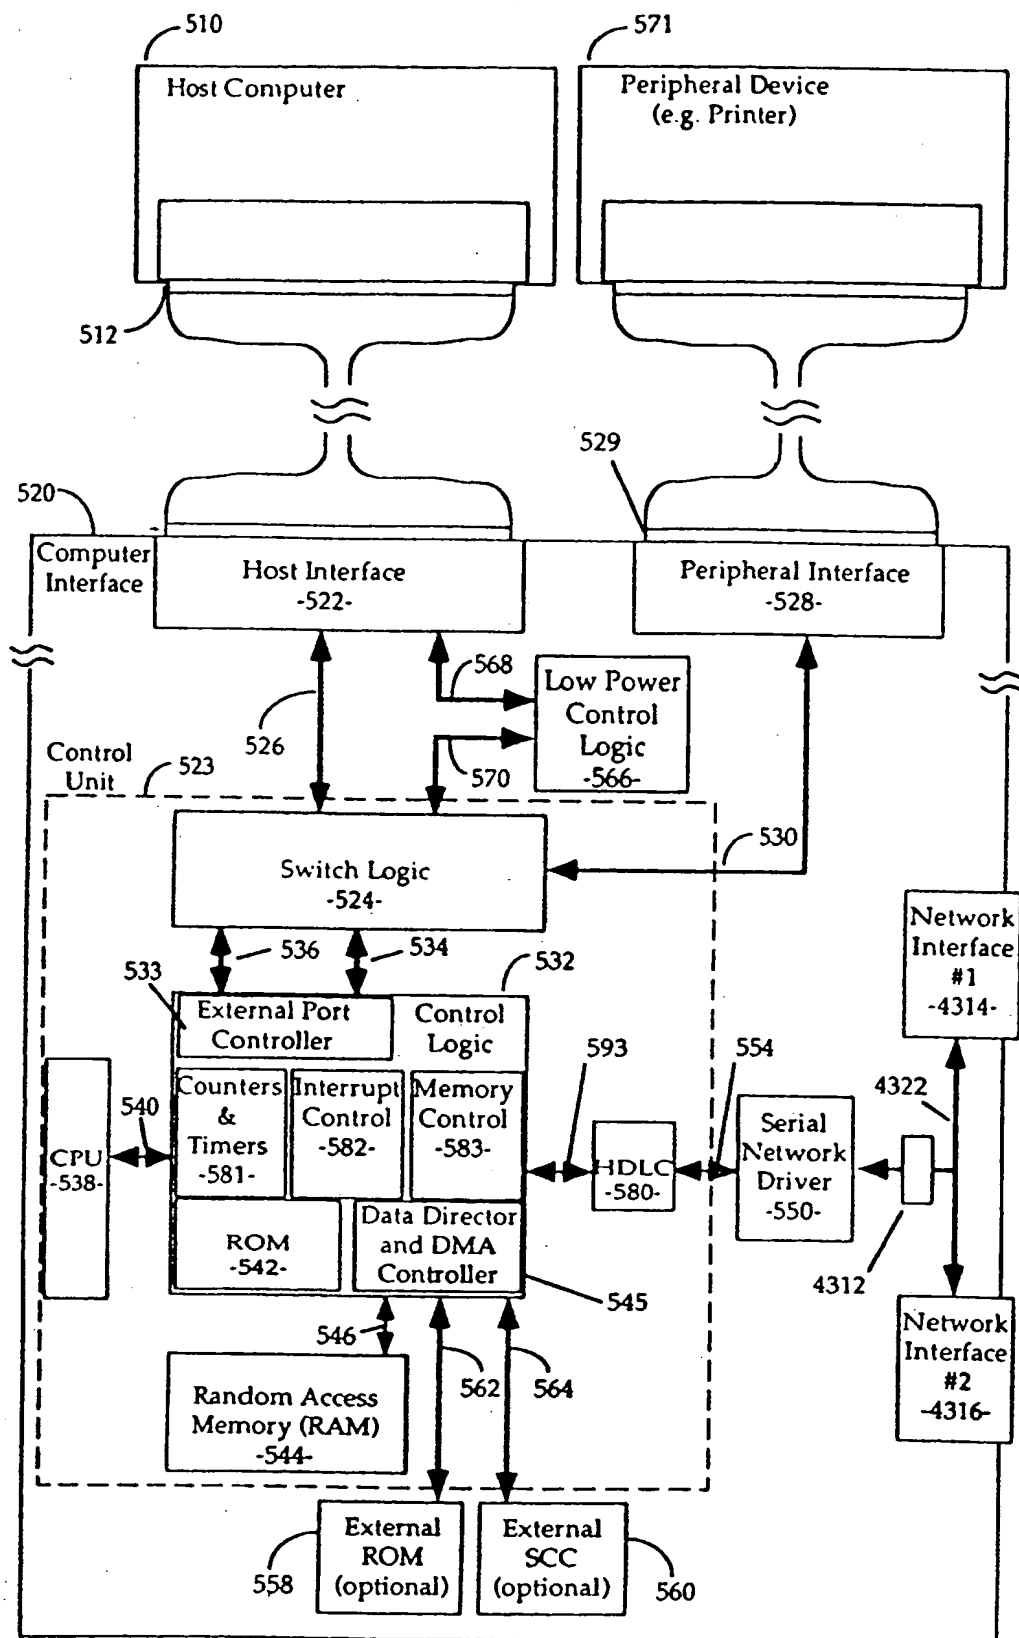 510
571
Host Computer
Peripheral Device
(e.g. Printer)
512
529
520
Computer
Interface
Host Interface
-522-
Peripheral Interface
-528-
568
Low Power
Control
Logic
-566-
526
570
Control
Unit
523
530
Switch Logic
-524-
Network
Interface
#1
-4314-
536
534
532
533
External Port
Controller
Control
Logic
593
554
4322
540
Counters
&
Timers
-581-
Interrupt
Control
-582-
Memory
Control
-583-
CPU
-538-
HDLC
-580-
Serial
Network
Driver
-550-
ROM
-542-
Data Director
and DMA
Controller
545
4312
546
562
564
Network
Interface
#2
-4316-
Random Access
Memory (RAM)
-544-
External
ROM
(optional)
558
External
SCC
(optional)
560